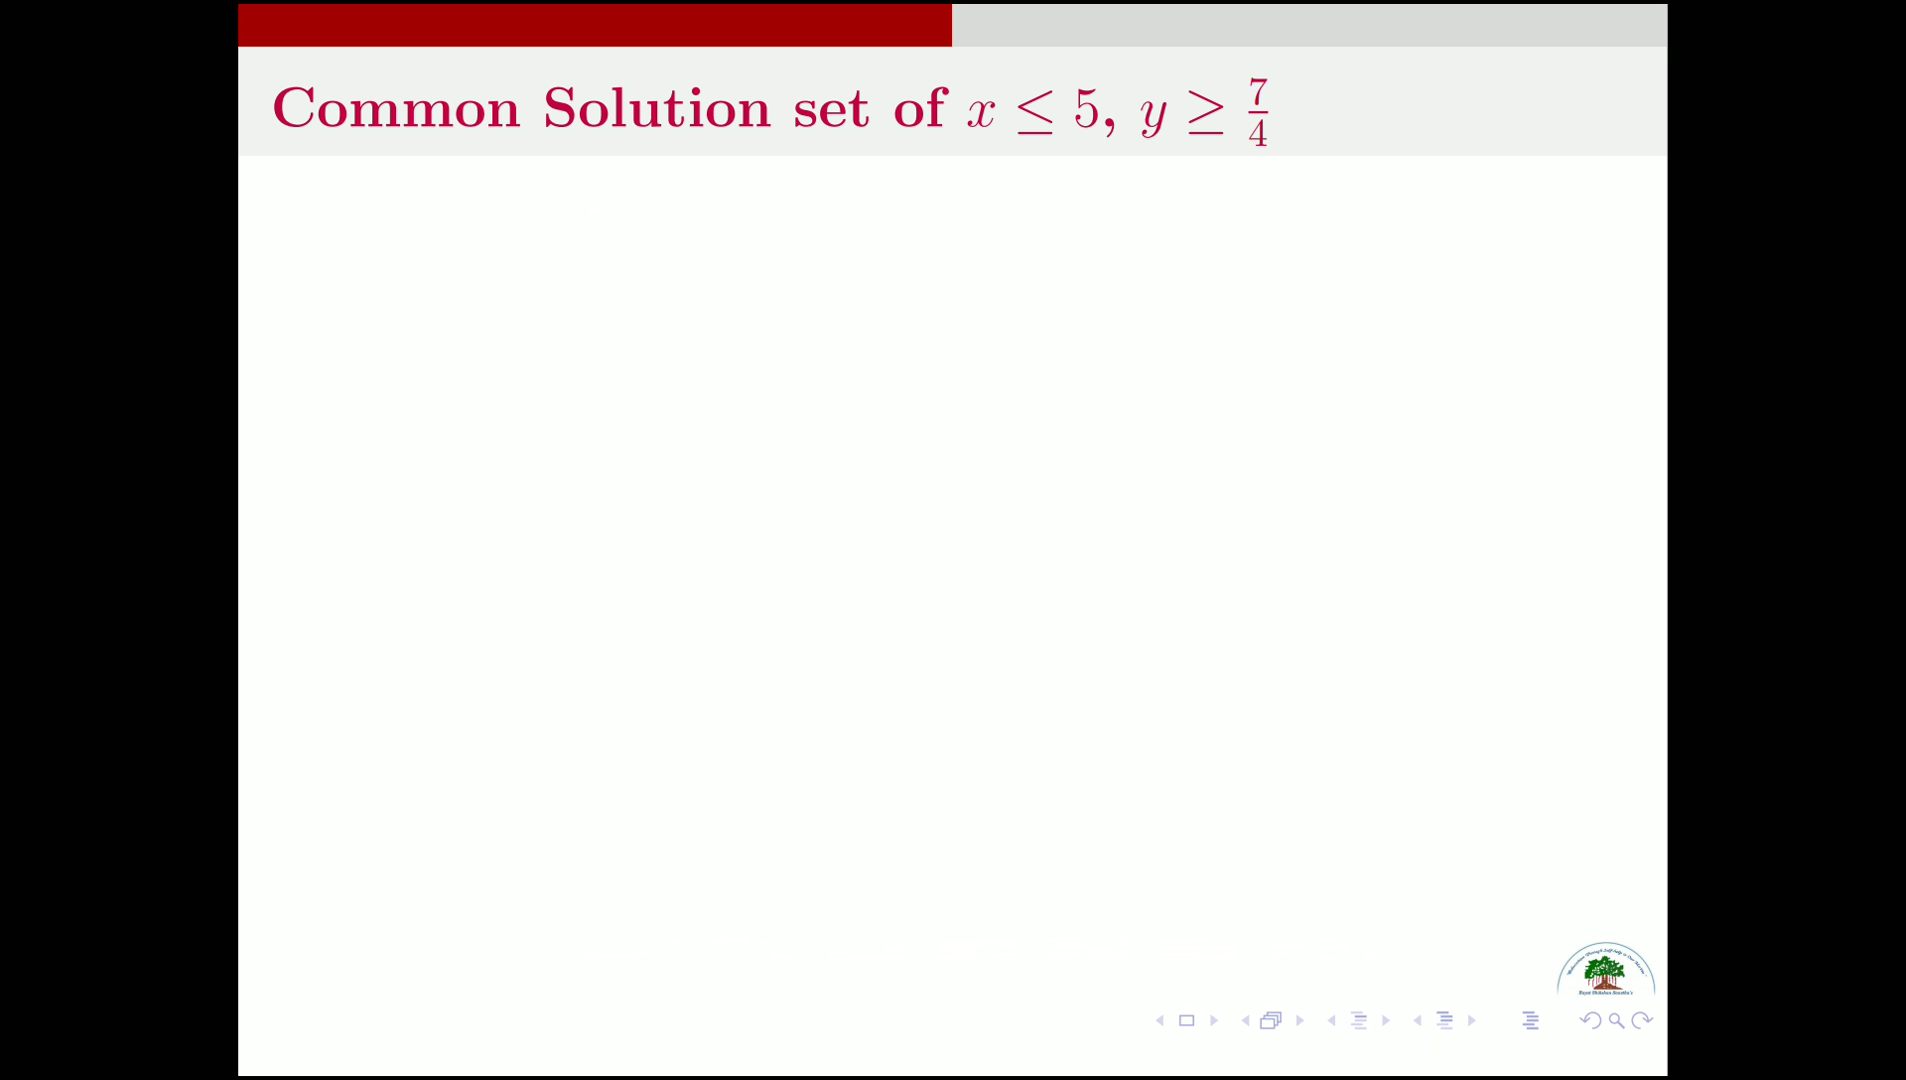 Common Solution set of x ≤ 5, y ≥ 7/4